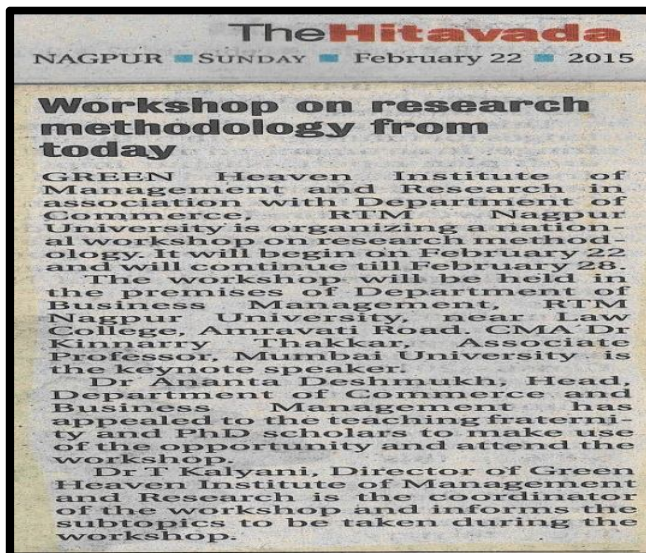 The Hitavada
NAGPUR SUNDAY February 22 2015
Workshop on research
methodology from
today
GREEN Heaven Institute of
Management and Research in
association with Department of
Commerce, RTM Nagpur
University is organizing a nation-
al workshop on research method-
ology. It will begin on February 22
and will continue till February 28.
The workshop will be held in
the premises of Department of
Business Management, RTM
Nagpur University, near Law
College, Amravati Road. CMA Dr
Kinnarry Thakkar, Associate
Professor, Mumbai University is
the keynote speaker.
Dr Ananta Deshmukh, Head,
Department of Commerce and
Business Management has
appealed to the teaching fraterni-
ty and PhD scholars to make use
of the opportunity and attend the
workshop.
Dr T Kalyani, Director of Green
Heaven Institute of Management
and Research is the coordinator
of the workshop and informs the
subtopics to be taken during the
workshop.